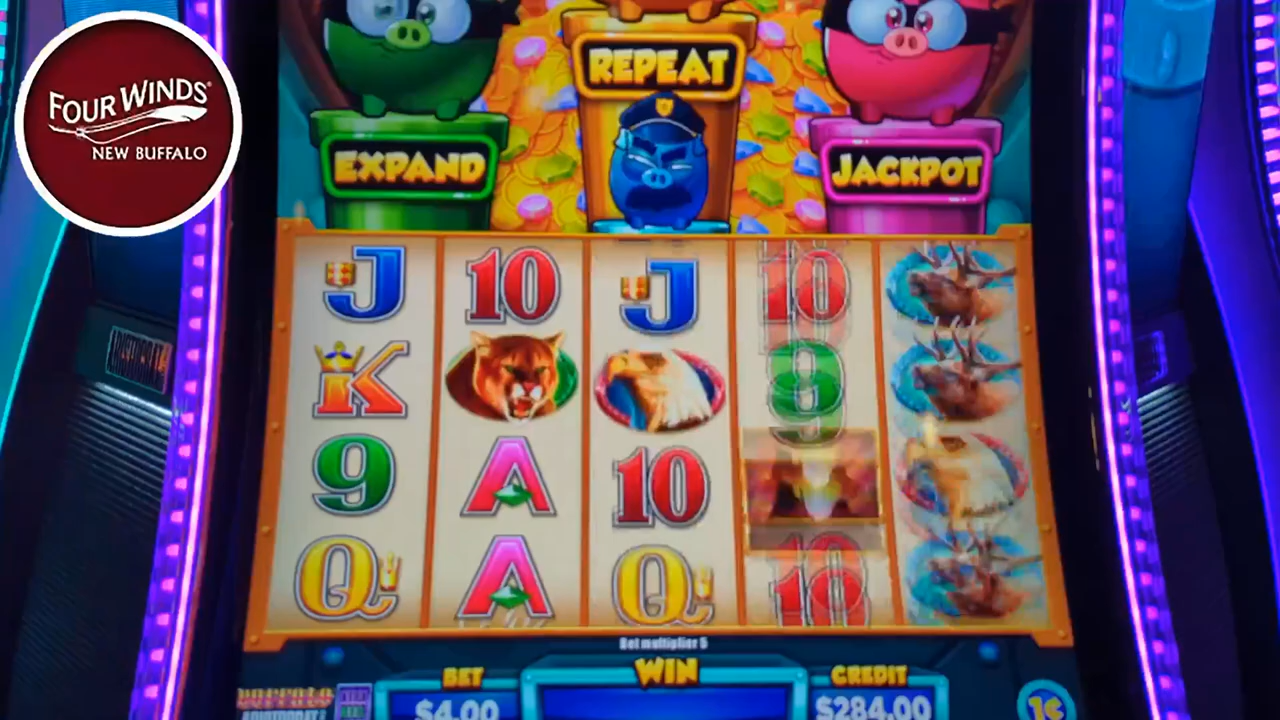 FOUR WINDS®
NEW BUFFALO
REPEAT
EXPAND
JACKPOT
J
10
J
10
K
9
9
A
10
10
Q
A
Q
Bet multiplier 5
BET
WIN
CREDIT
$4.00
$284.00
BUFFALO
1¢